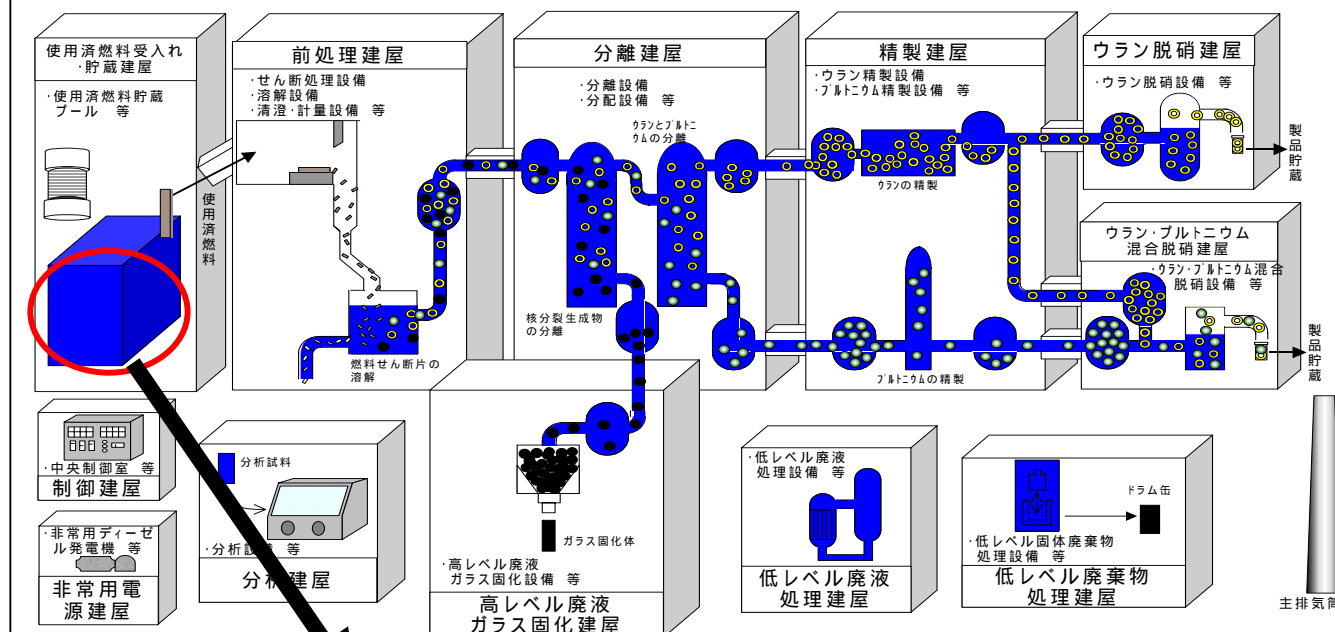 使用済燃料受入れ
・貯蔵建屋
・使用済燃料貯蔵
プール 等
使用済燃料
前処理建屋
・せん断処理設備
・溶解設備
・清澄・計量設備 等
燃料せん断片の
溶解
分離建屋
・分離設備
・分配設備 等
ウランとプルトニ
ウムの分離
核分裂生成物
の分離
精製建屋
・ウラン精製設備
・プルトニウム精製設備 等
ウランの精製
プルトニウムの精製
ウラン脱硝建屋
・ウラン脱硝設備 等
製品貯蔵
ウラン・プルトニウム
混合脱硝建屋
・ウラン・プルトニウム混合
脱硝設備 等
製品貯蔵
・中央制御室 等
制御建屋
・非常用ディーゼ
ル発電機 等
非常用電
源建屋
分析試料
・分析設備 等
分析建屋
ガラス固化体
・高レベル廃液
ガラス固化設備 等
高レベル廃液
ガラス固化建屋
・低レベル廃液
処理設備 等
低レベル廃液
処理建屋
ドラム缶
・低レベル固体廃棄物
処理設備 等
低レベル廃棄物
処理建屋
主排気筒